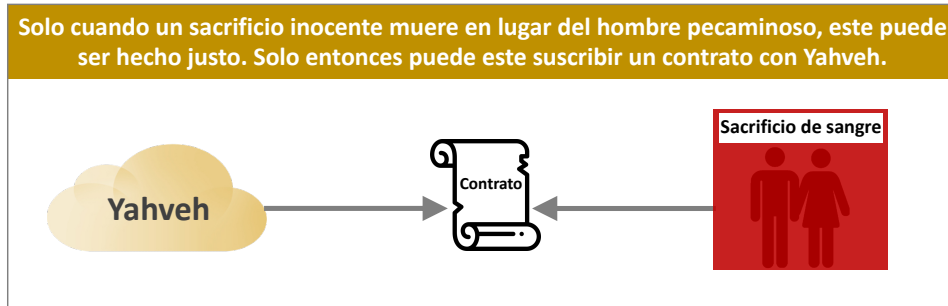 Solo cuando un sacrificio inocente muere en lugar del hombre pecaminoso, este puede
ser hecho justo. Solo entonces puede este suscribir un contrato con Yahveh.
Sacrificio de sangre
Contrato
Yahveh